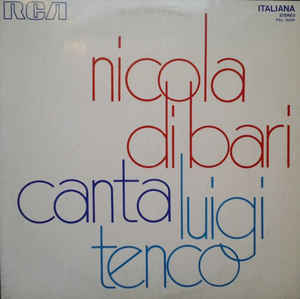 RCA
ITALIANA
STEREO
nicola
di bari
canta luigi
tenco